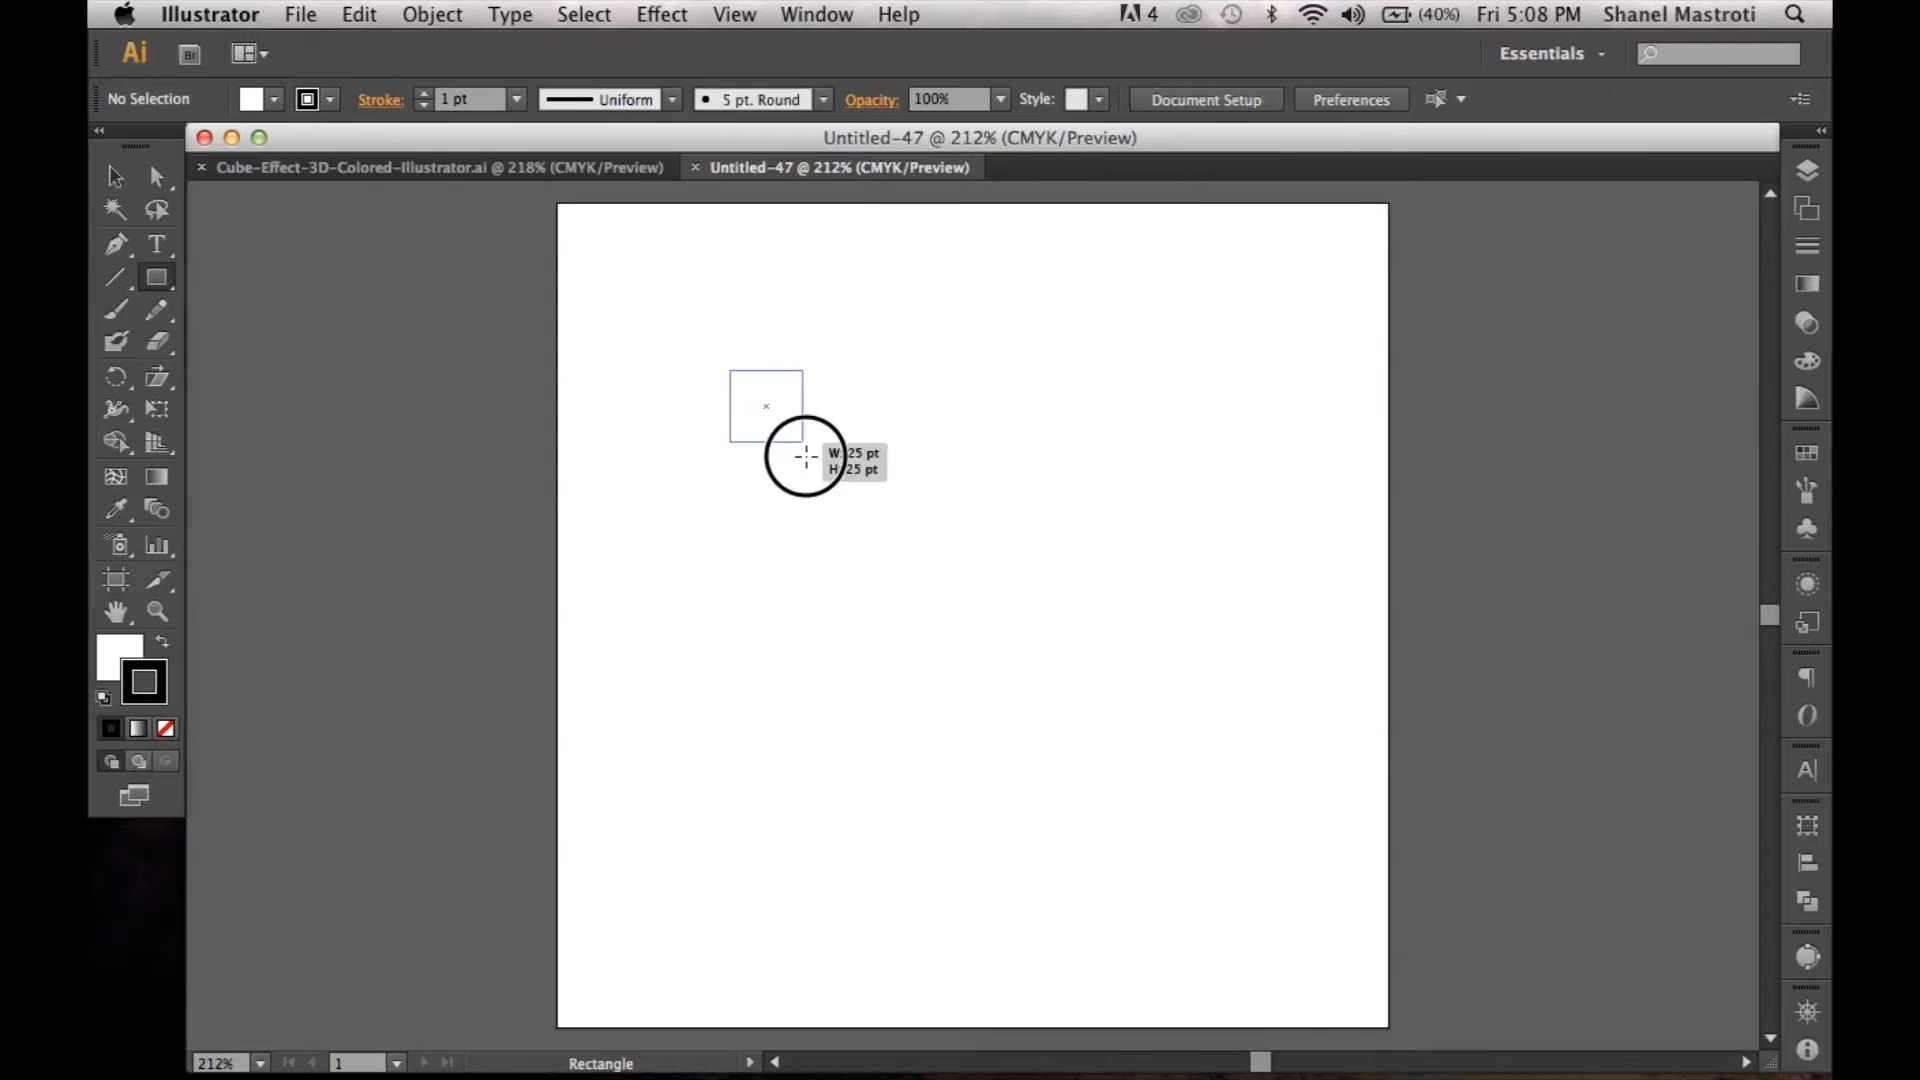 Illustrator File Edit Object Type Select Effect View Window Help 4 (40%) Fri 5:08 PM Shanel Mastroti
Ai Br Essentials
No Selection Stroke: 1 pt Uniform 5 pt. Round Opacity: 100% Style: Document Setup Preferences
Untitled-47 @ 212% (CMYK/Preview)
× Cube-Effect-3D-Colored-Illustrator.ai @ 218% (CMYK/Preview) × Untitled-47 @ 212% (CMYK/Preview)
W: 25 pt
H: 25 pt
212% 1 Rectangle